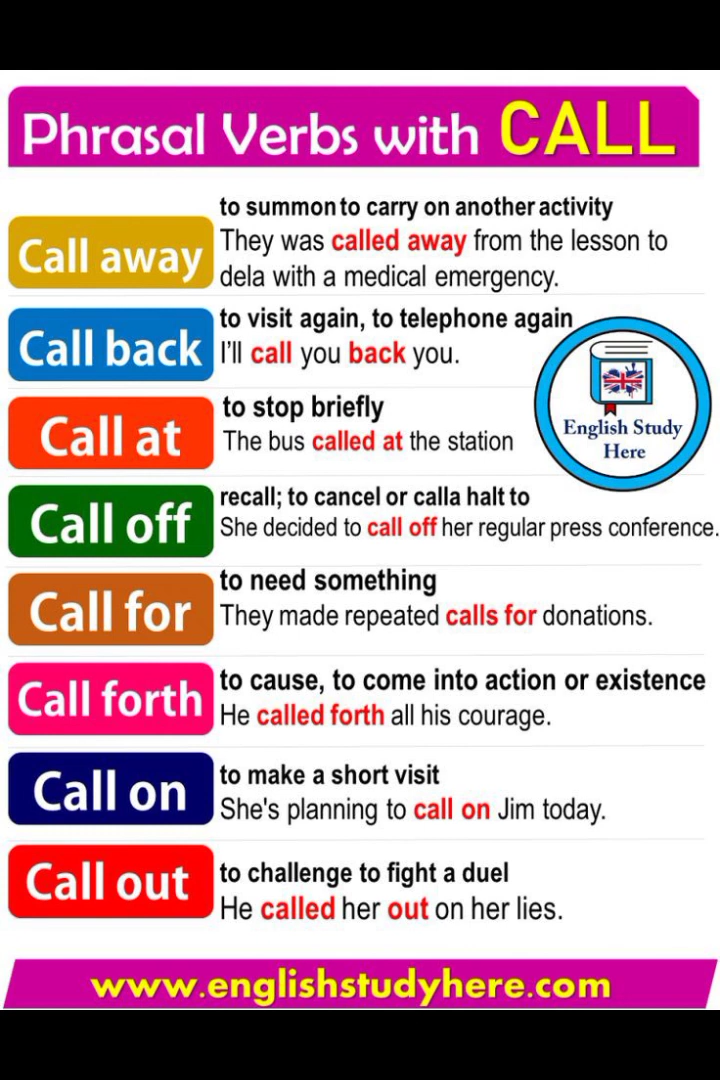 Phrasal Verbs with CALL
Call away
to summon to carry on another activity
They was called away from the lesson to
dela with a medical emergency.
Call back
to visit again, to telephone again
I'll call you back you.
English Study
Here
Call at
to stop briefly
The bus called at the station
Call off
recall; to cancel or calla halt to
She decided to call off her regular press conference.
Call for
to need something
They made repeated calls for donations.
Call forth
to cause, to come into action or existence
He called forth all his courage.
Call on
to make a short visit
She's planning to call on Jim today.
Call out
to challenge to fight a duel
He called her out on her lies.
www.englishstudyhere.com